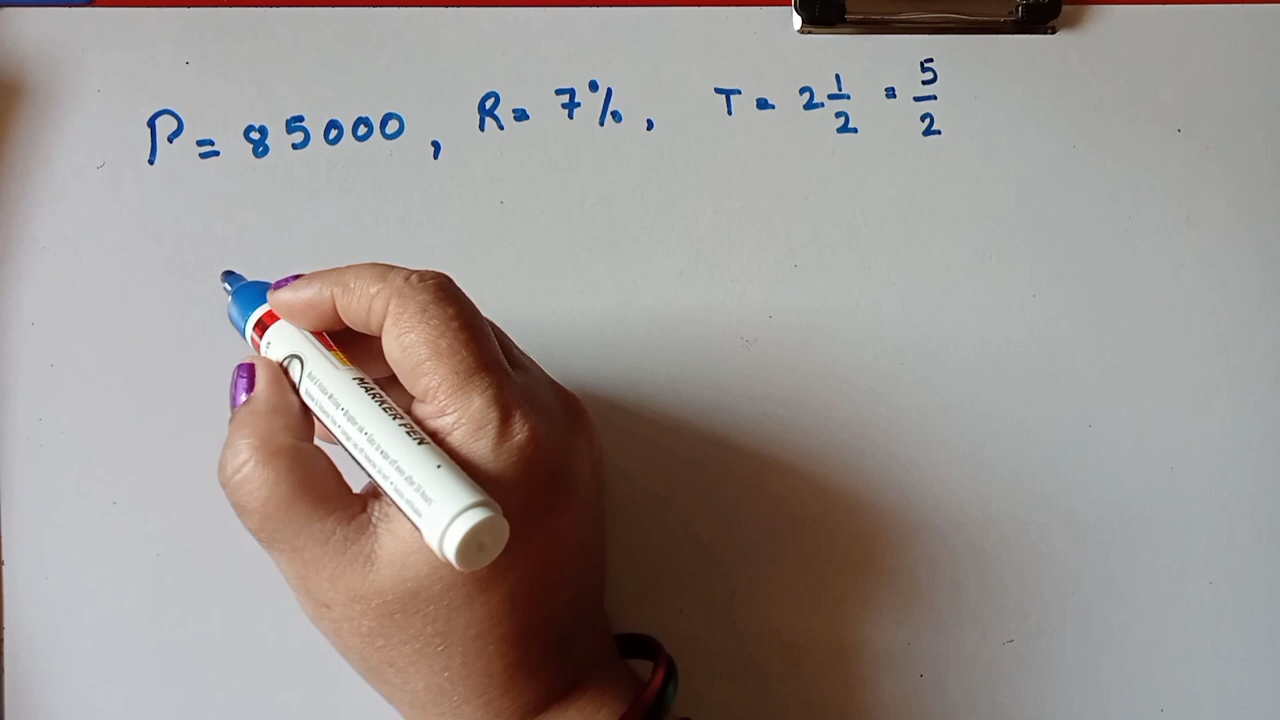 P = 85000, R = 7%, T = 2 1/2 = 5/2
MARKER PEN